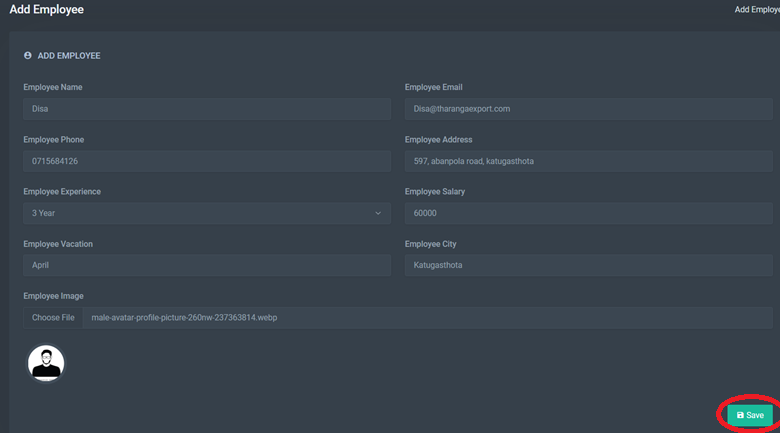 Add Employee
Add Employe
ADD EMPLOYEE
Employee Name Employee Email
Disa Disa@tharangaexport.com
Employee Phone Employee Address
0715684126 597, abanpola road, katugasthota
Employee Experience Employee Salary
3 Year 60000
Employee Vacation Employee City
April Katugasthota
Employee Image
Choose File male-avatar-profile-picture-260nw-237363814.webp
Save